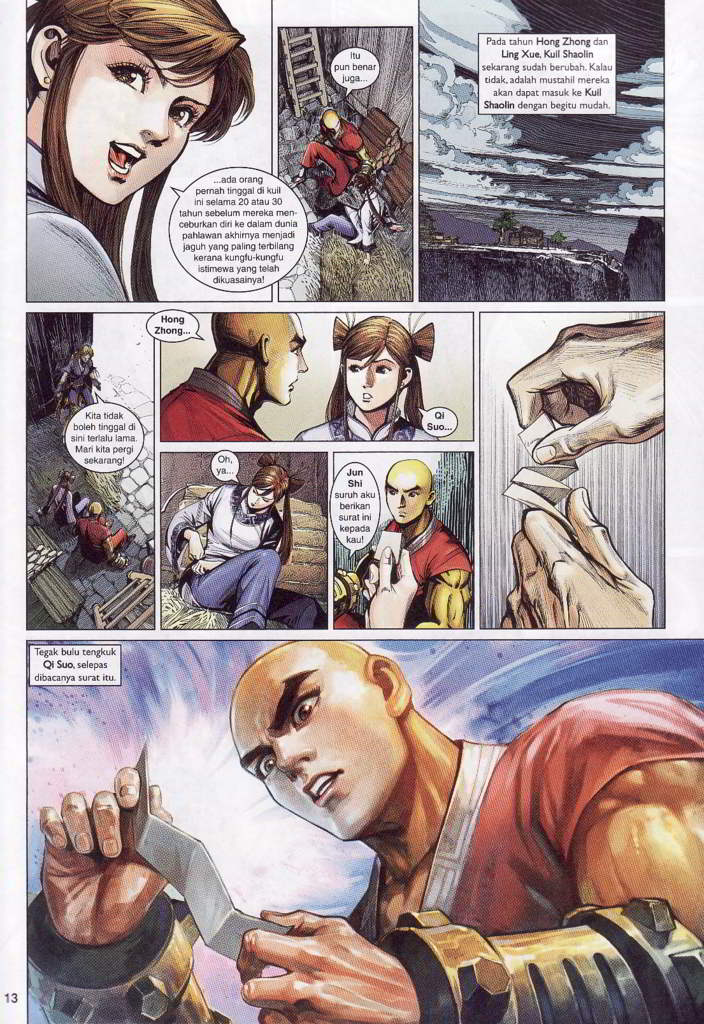 ...ada orang
pernah tinggal di kuil
ini selama 20 atau 30
tahun sebelum mereka men-
ceburkan diri ke dalam dunia
pahlawan akhirnya menjadi
jaguh yang paling terbilang
kerana kungfu-kungfu
istimewa yang telah
dikuasainya!
Itu
pun benar
juga...
Pada tahun Hong Zhong dan
Ling Xue, Kuil Shaolin
sekarang sudah berubah. Kalau
tidak, adalah mustahil mereka
akan dapat masuk ke Kuil
Shaolin dengan begitu mudah.
Kita tidak
boleh tinggal di
sini terlalu lama.
Mari kita pergi
sekarang!
Hong
Zhong...
Qi
Suo...
Oh,
ya...
Jun
Shi
suruh aku
berikan
surat ini
kepada
kau!
Tegak bulu tengkuk
Qi Suo, selepas
dibacanya surat itu.
13